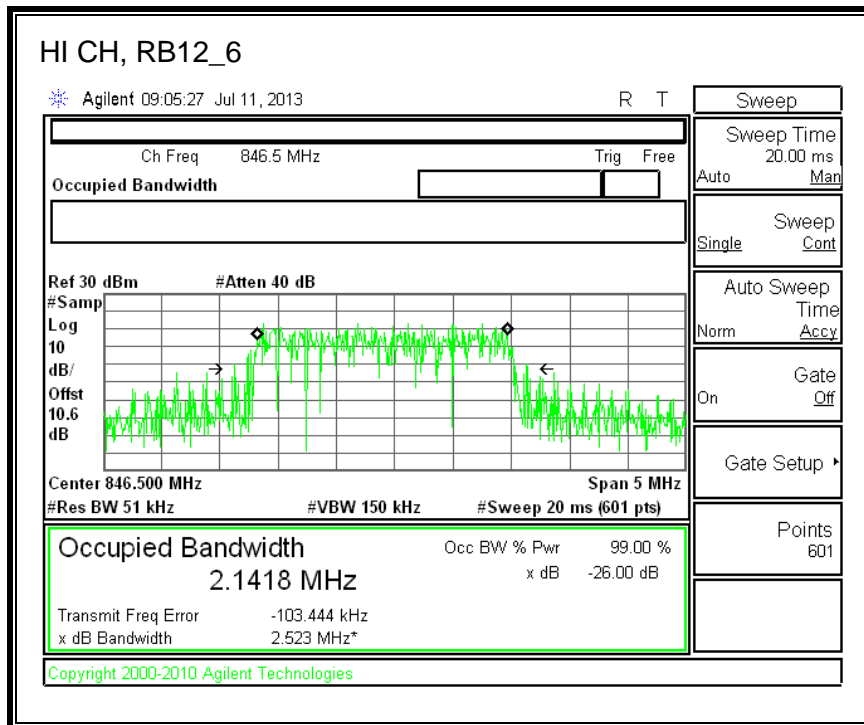 HI CH, RB12_6
Agilent 09:05:27 Jul 11, 2013 R T
Ch Freq 846.5 MHz Trig Free
Occupied Bandwidth
Ref 30 dBm #Atten 40 dB
#Samp
Log
10
dB/
Offst
10.6
dB
Center 846.500 MHz Span 5 MHz
#Res BW 51 kHz #VBW 150 kHz #Sweep 20 ms (601 pts)
Occupied Bandwidth Occ BW % Pwr 99.00 %
2.1418 MHz x dB -26.00 dB
Transmit Freq Error -103.444 kHz
x dB Bandwidth 2.523 MHz*
Copyright 2000-2010 Agilent Technologies
Sweep
Sweep Time
20.00 ms
Auto Man
Sweep
Single Cont
Auto Sweep
Time
Norm Accy
Gate
On Off
Gate Setup
Points
601